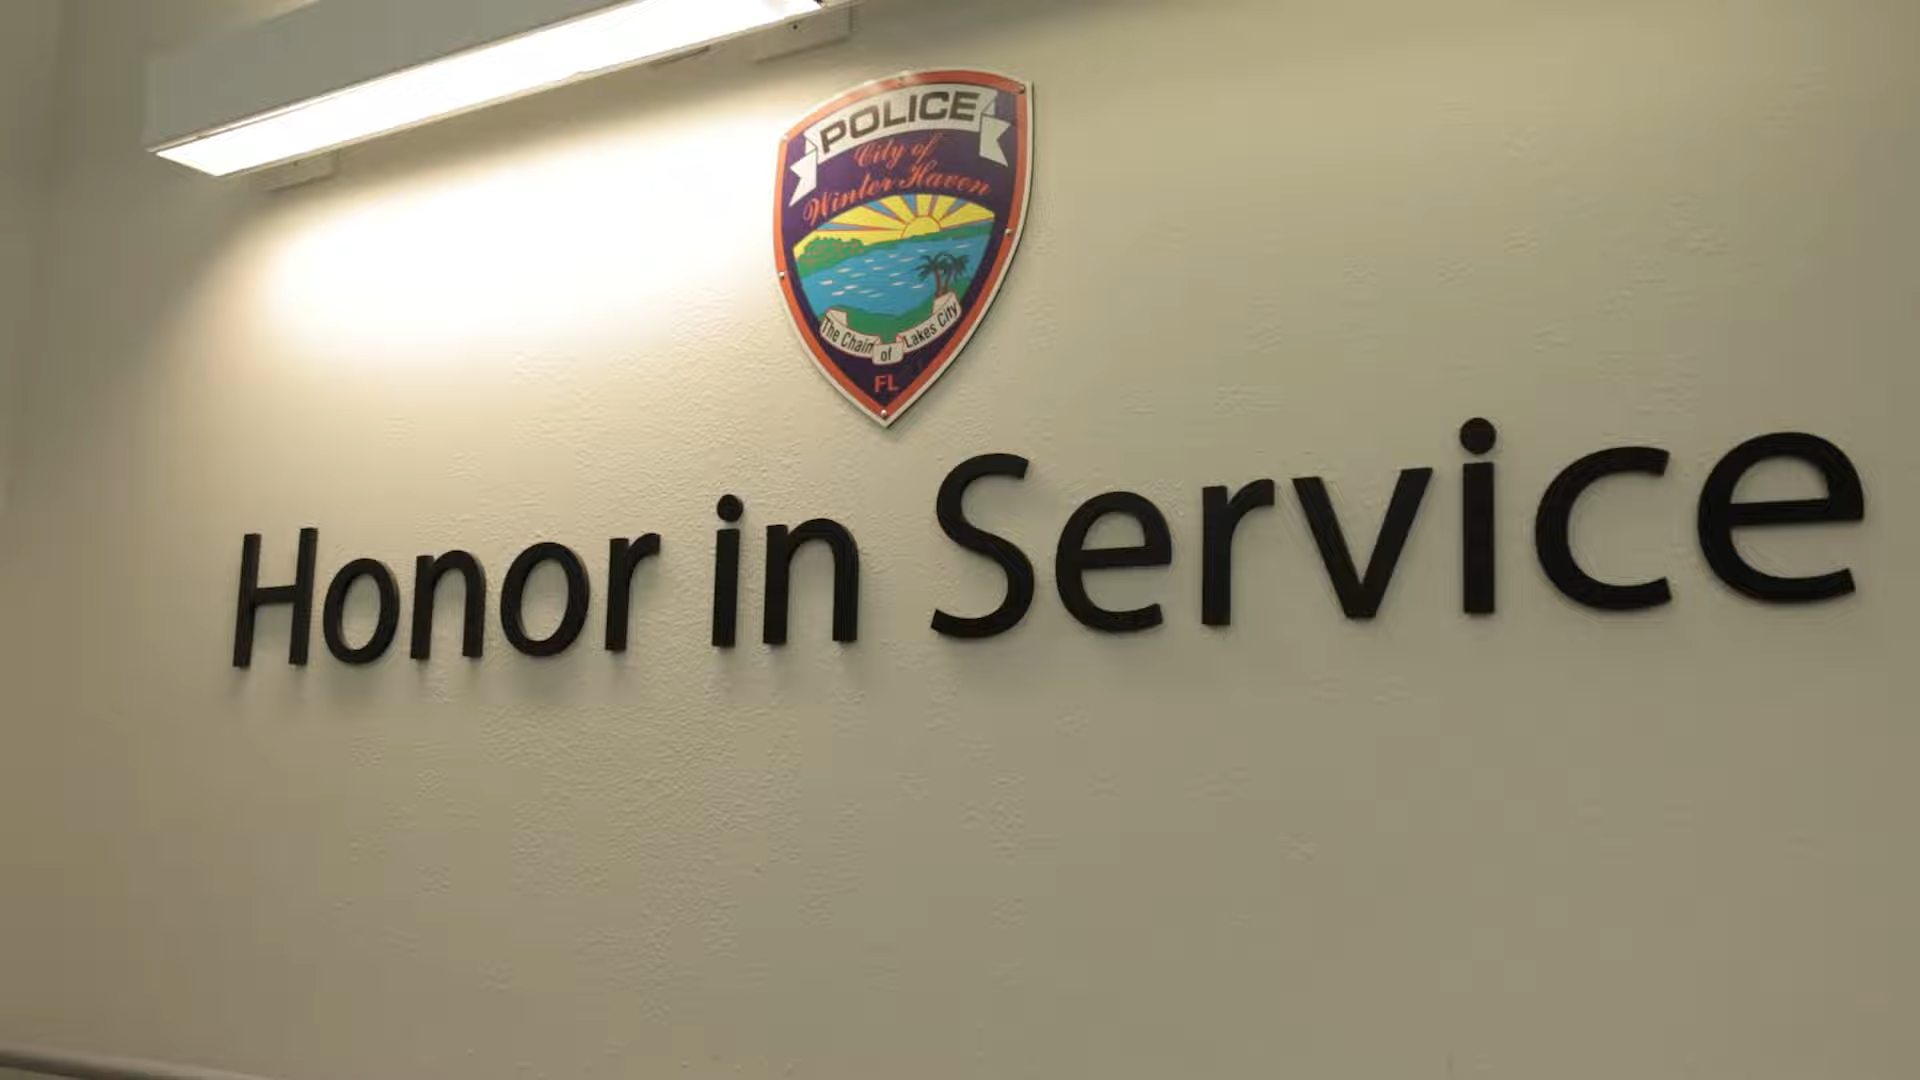 POLICE
City of
Winter Haven
The Chain of Lakes City
FL
Honor in Service